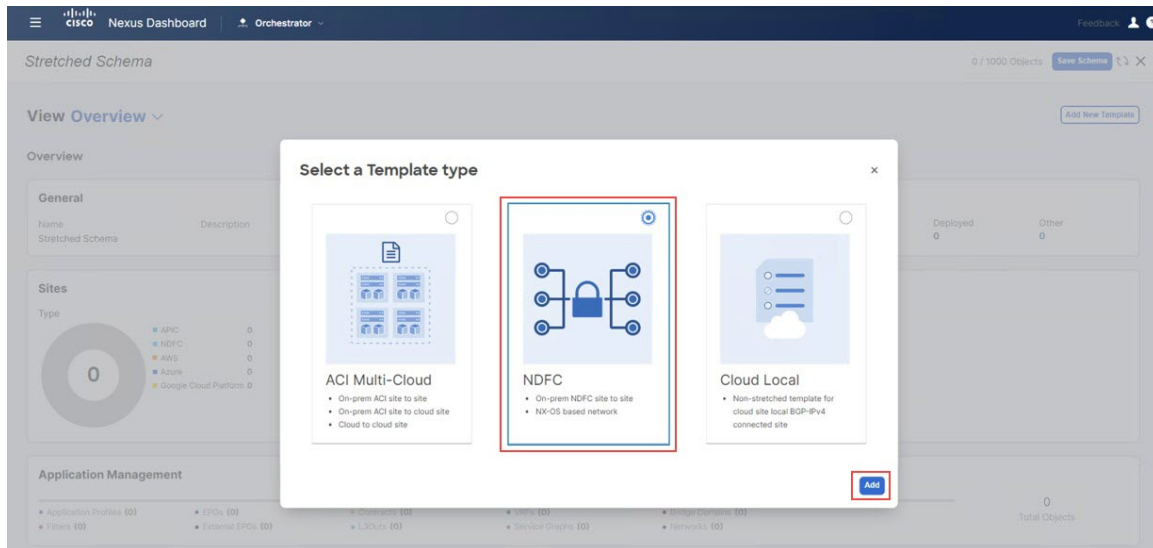 cisco Nexus Dashboard Orchestrator Feedback
Stretched Schema 0 / 1000 Objects Save Schema
View Overview Add New Template
Overview
Select a Template type
General
Name Description Deployed Other
Stretched Schema 0 0
Sites
Type
APIC 0
NDFC 0
AWS 0
Azure 0
Google Cloud Platform 0
0
ACI Multi-Cloud
• On-prem ACI site to site
• On-prem ACI site to cloud site
• Cloud to cloud site
NDFC
• On-prem NDFC site to site
• NX-OS based network
Cloud Local
• Non-stretched template for
cloud site local BGP-IPv4
connected site
Add
Application Management
• Application Profiles (0) • EPGs (0) • Contracts (0) • VRFs (0) • Bridge Domains (0)
• Filters (0) • External EPGs (0) • L3Outs (0) • Service Graphs (0) • Networks (0)
0
Total Objects